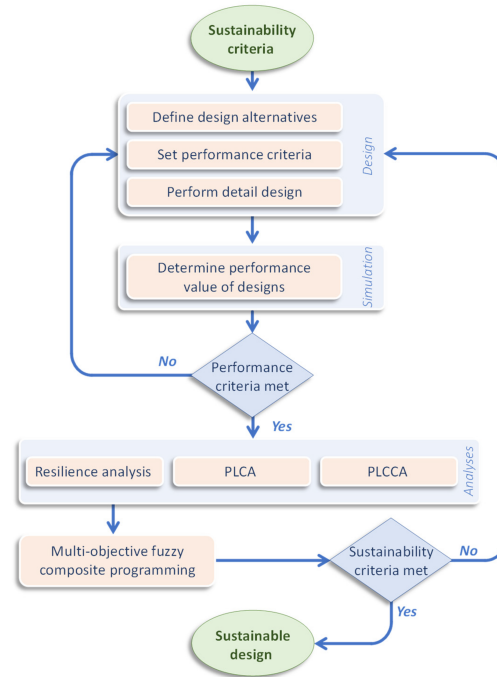 Sustainability
criteria
Define design alternatives
Set performance criteria
Perform detail design
Design
Determine performance
value of designs
Simulation
No
Performance
criteria met
Yes
Resilience analysis
PLCA
PLCCA
Analyses
Multi-objective fuzzy
composite programming
Sustainability
criteria met
No
Yes
Sustainable
design